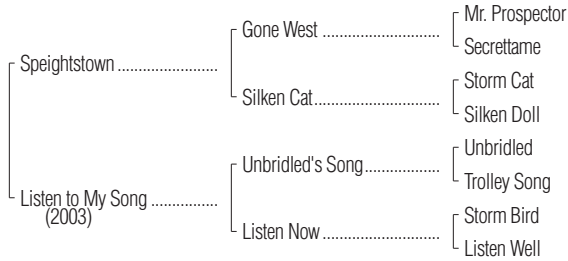 Mr. Prospector
Gone West ...........................
Secrettame
Speightstown .......................
Storm Cat
Silken Cat ............................
Silken Doll
Unbridled
Unbridled's Song .................
Trolley Song
Listen to My Song ................
(2003)
Storm Bird
Listen Now ..........................
Listen Well